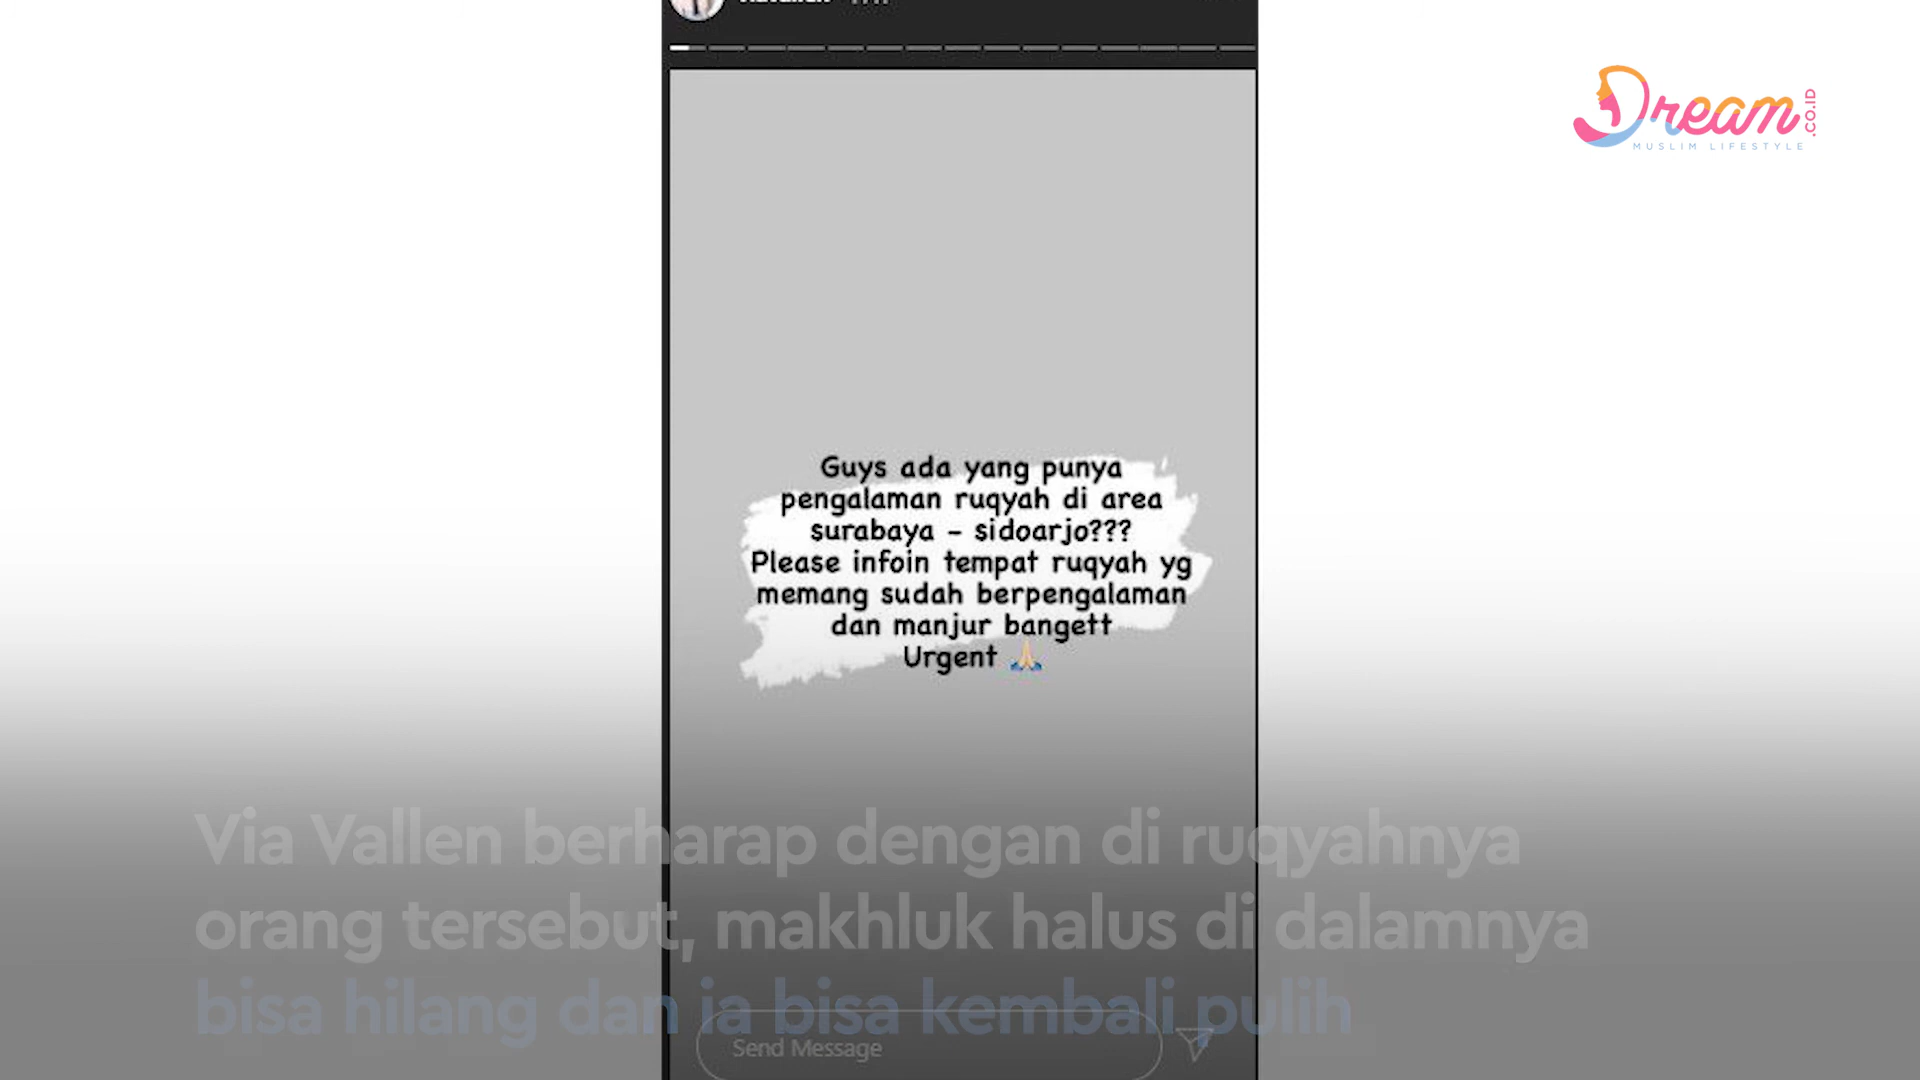 Dream
.CO.ID
MUSLIM LIFESTYLE
Guys ada yang punya
pengalaman ruqyah di area
surabaya - sidoarjo???
Please infoin tempat ruqyah yg
memang sudah berpengalaman
dan manjur bangett
Urgent 🙏🏼
Via Vallen berharap dengan di ruqyahnya
orang tersebut, makhluk halus di dalamnya
bisa hilang dan ia bisa kembali pulih
Send Message